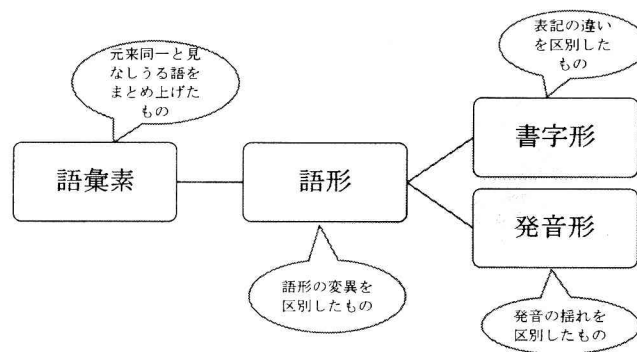 元来同一と見
なしうる語を
まとめ上げた
もの
表記の違い
を区別した
もの
語彙素
語形
書字形
発音形
語形の変異を
区別したもの
発音の揺れを
区別したもの